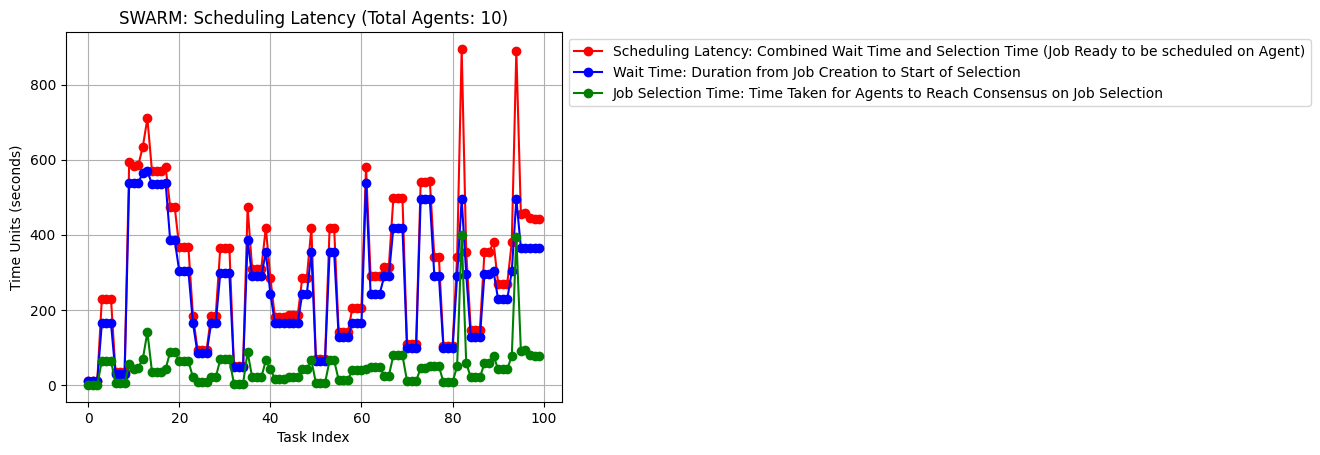 SWARM: Scheduling Latency (Total Agents: 10)
Scheduling Latency: Combined Wait Time and Selection Time (Job Ready to be scheduled on Agent)
Wait Time: Duration from Job Creation to Start of Selection
Job Selection Time: Time Taken for Agents to Reach Consensus on Job Selection
Time Units (seconds)
800
600
400
200
0
0 20 40 60 80 100
Task Index